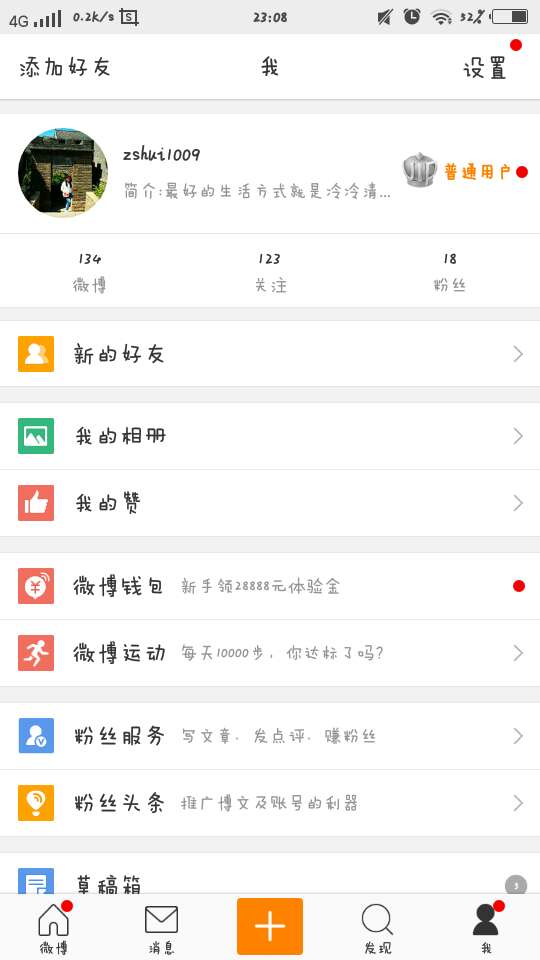 4G 0.2k/s S 23:08 32%
添加好友 我 设置
zshui1009
简介:最好的生活方式就是冷冷清...
普通用户
134 123 18
微博 关注 粉丝
新的好友
我的相册
我的赞
微博钱包 新手领28888元体验金
微博运动 每天10000步，你达标了吗?
粉丝服务 写文章、发点评、赚粉丝
粉丝头条 推广博文及账号的利器
草稿箱 3
微博 消息 发现 我